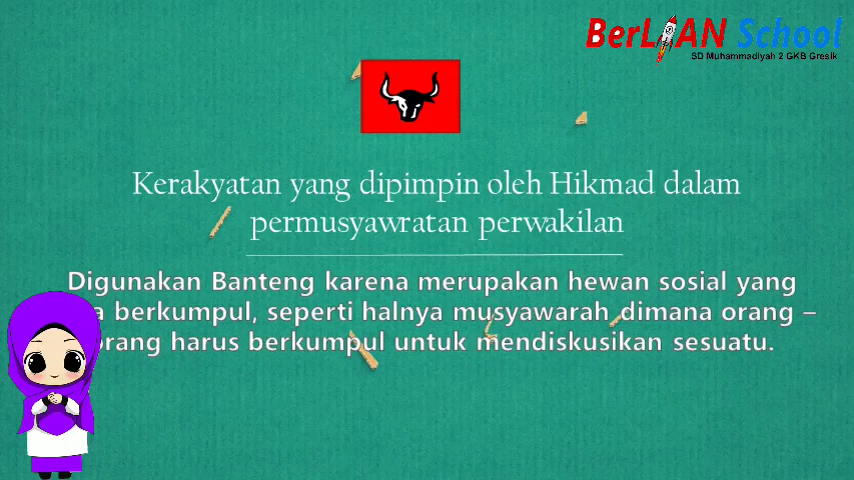 BerLIAN School
SD Muhammadiyah 2 GKB Gresik
Kerakyatan yang dipimpin oleh Hikmad dalam
permusyawratan perwakilan
Digunakan Banteng karena merupakan hewan sosial yang
berkumpul, seperti halnya musyawarah dimana orang –
orang harus berkumpul untuk mendiskusikan sesuatu.